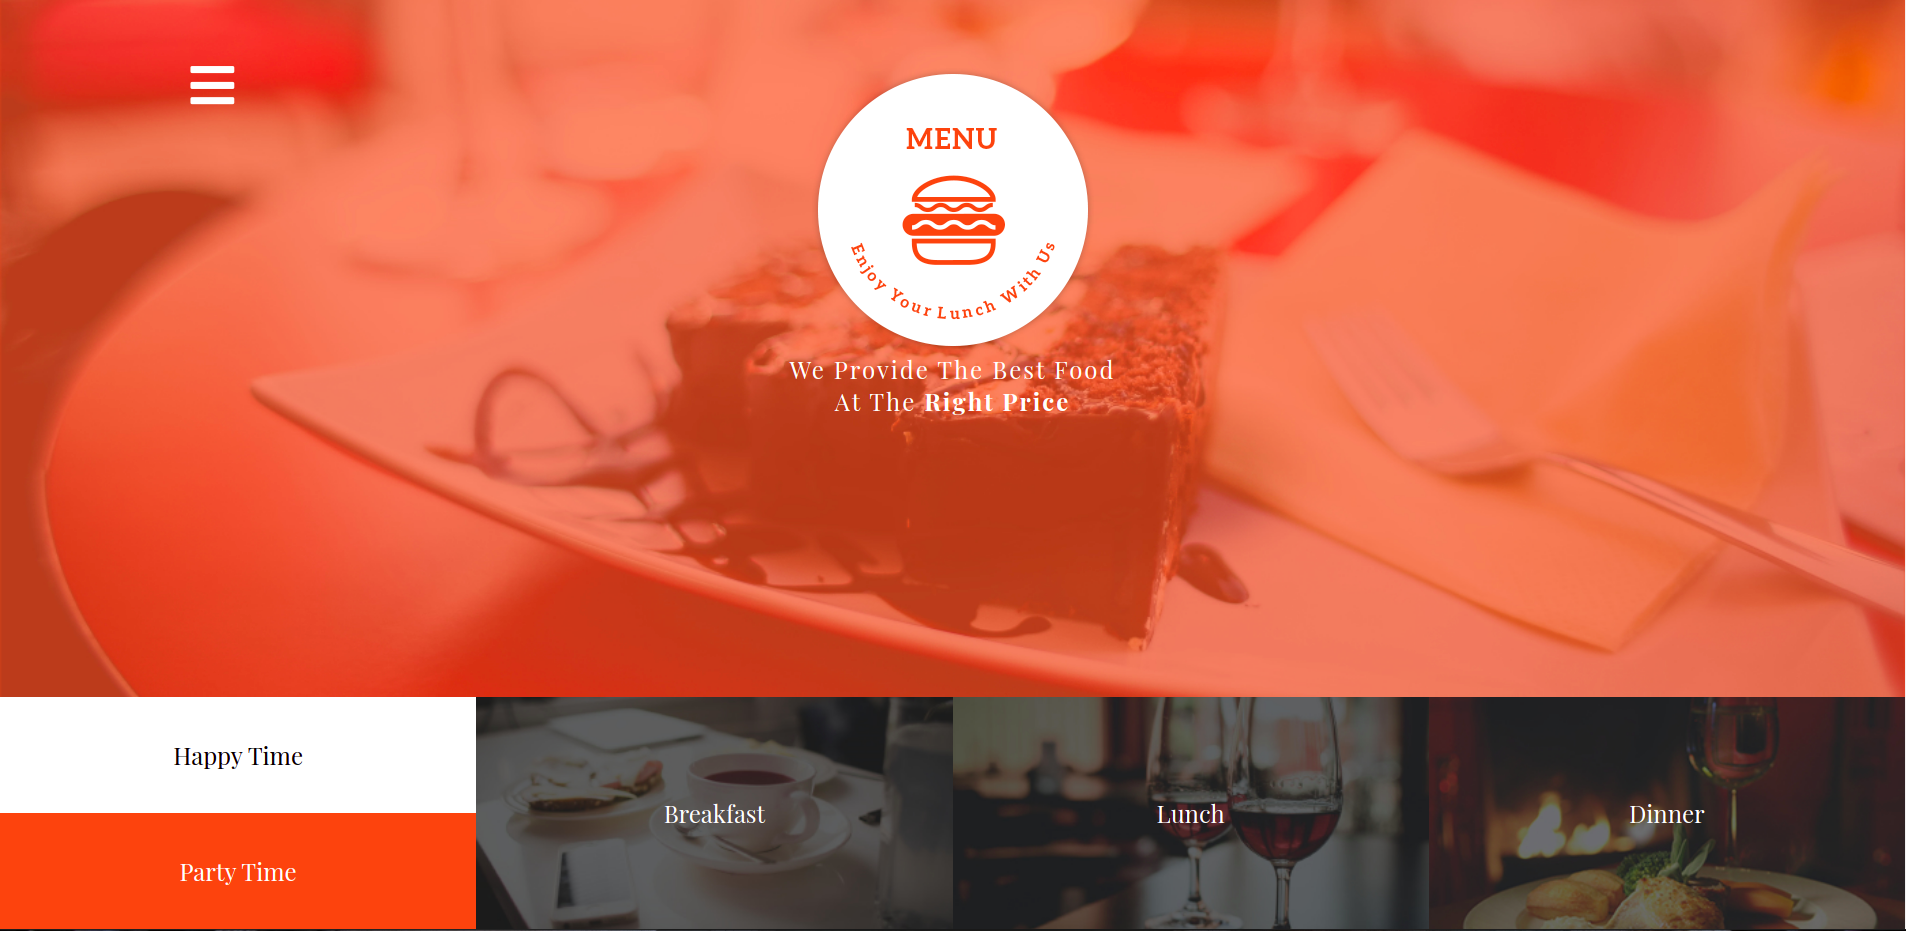 MENU
Enjoy Your Lunch With Us
We Provide The Best Food
At The Right Price
Happy Time
Party Time
Breakfast
Lunch
Dinner